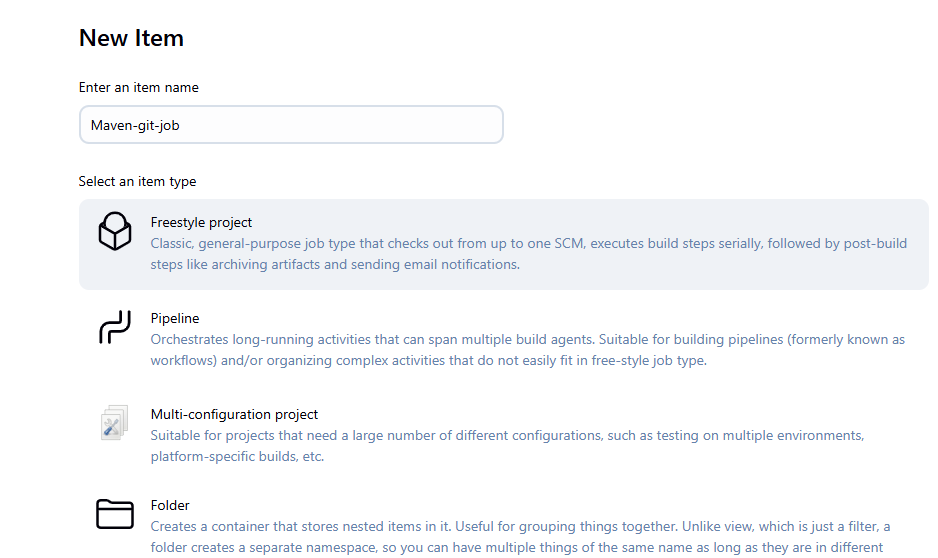 New Item
Enter an item name
Maven-git-job
Select an item type
Freestyle project
Classic, general-purpose job type that checks out from up to one SCM, executes build steps serially, followed by post-build
steps like archiving artifacts and sending email notifications.
Pipeline
Orchestrates long-running activities that can span multiple build agents. Suitable for building pipelines (formerly known as
workflows) and/or organizing complex activities that do not easily fit in free-style job type.
Multi-configuration project
Suitable for projects that need a large number of different configurations, such as testing on multiple environments,
platform-specific builds, etc.
Folder
Creates a container that stores nested items in it. Useful for grouping things together. Unlike view, which is just a filter, a
folder creates a separate namespace, so you can have multiple things of the same name as long as they are in different